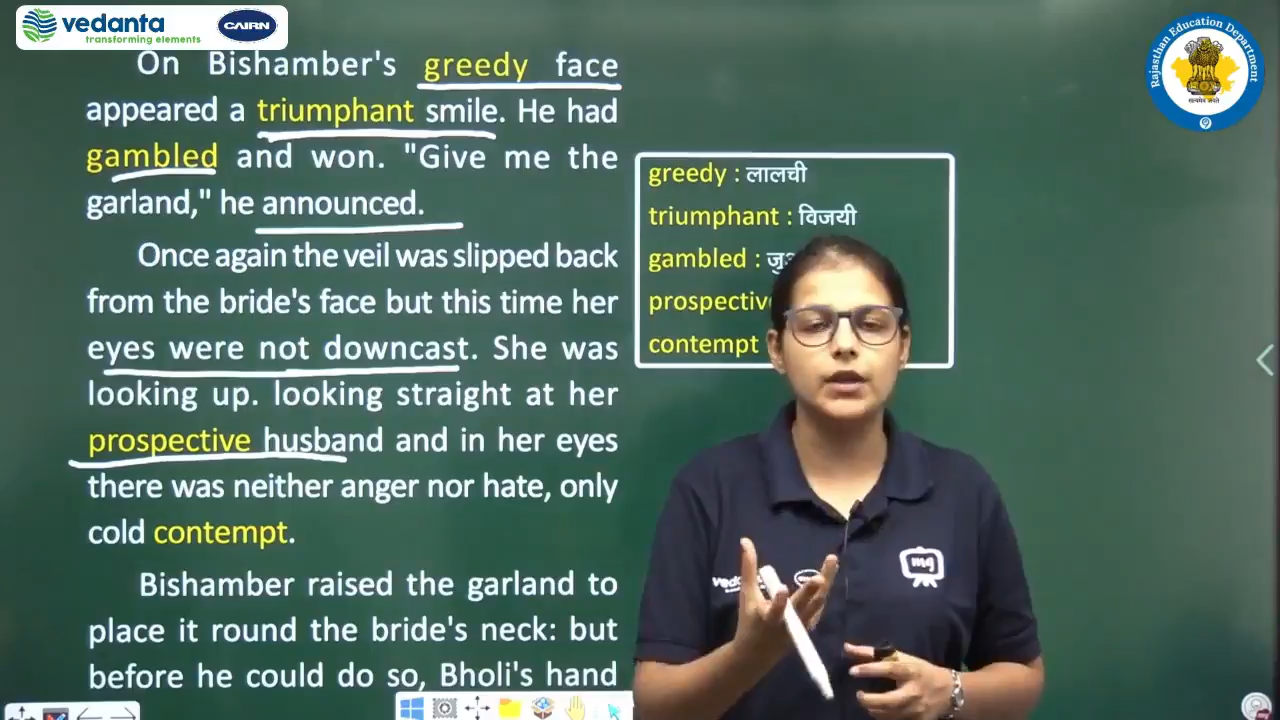 vedanta
transforming elements
CAIRN
Rajasthan Education Department
सत्यमेव जयते
On Bishamber's greedy face
appeared a triumphant smile. He had
gambled and won. "Give me the
garland," he announced.
Once again the veil was slipped back
from the bride's face but this time her
eyes were not downcast. She was
looking up. looking straight at her
prospective husband and in her eyes
there was neither anger nor hate, only
cold contempt.
Bishamber raised the garland to
place it round the bride's neck: but
before he could do so, Bholi's hand
greedy : लालची
triumphant : विजयी
gambled :
contempt
mg